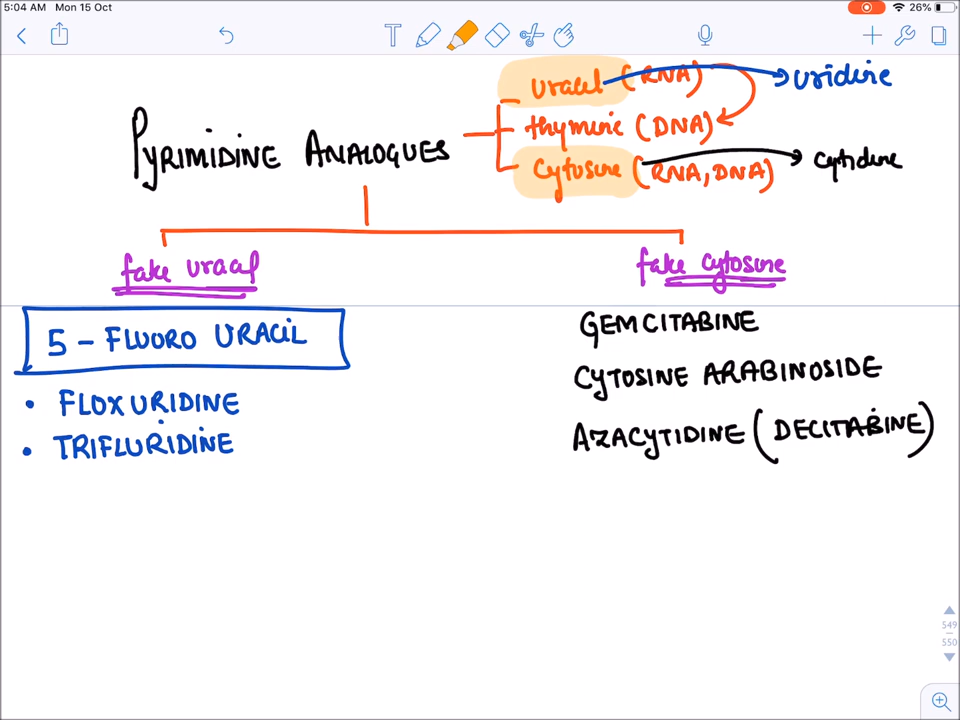 5:04 AM Mon 15 Oct 26%
T
Uracil (RNA) → Uridine
thymine (DNA)
PYRIMIDINE ANALOGUES
Cytosine (RNA, DNA) → Cytidine
fake uracil
fake cytosine
5 - FLUORO URACIL
GEMCITABINE
CYTOSINE ARABINOSIDE
• FLOXURIDINE
• TRIFLURIDINE
AZACYTIDINE (DECITABINE)
549
550